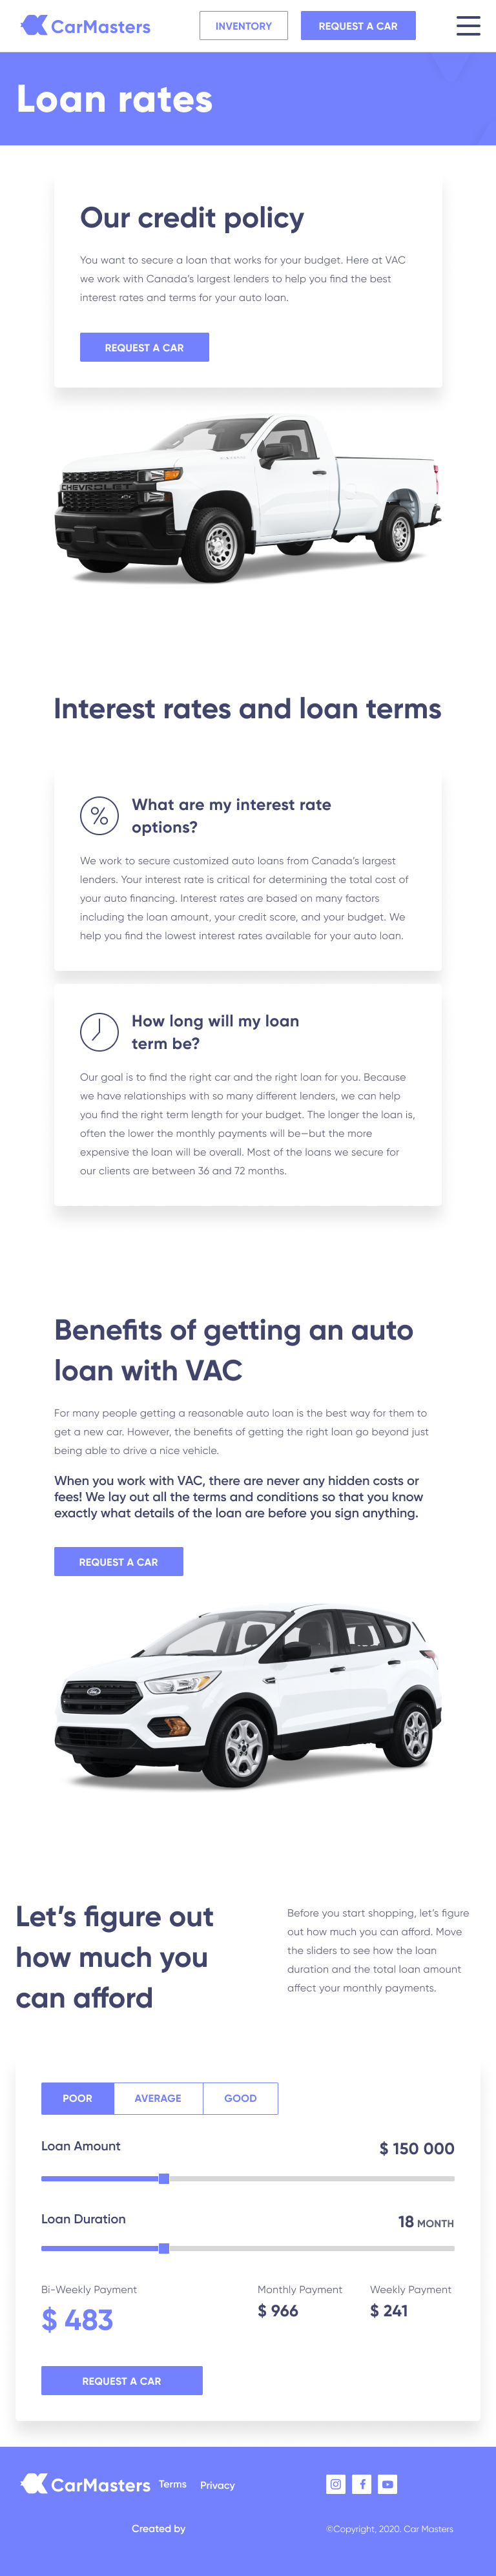 CarMasters
INVENTORY
REQUEST A CAR
Loan rates
Our credit policy
You want to secure a loan that works for your budget. Here at VAC
we work with Canada’s largest lenders to help you find the best
interest rates and terms for your auto loan.
REQUEST A CAR
CHEVROLET
Interest rates and loan terms
What are my interest rate
options?
We work to secure customized auto loans from Canada’s largest
lenders. Your interest rate is critical for determining the total cost of
your auto financing. Interest rates are based on many factors
including the loan amount, your credit score, and your budget. We
help you find the lowest interest rates available for your auto loan.
How long will my loan
term be?
Our goal is to find the right car and the right loan for you. Because
we have relationships with so many different lenders, we can help
you find the right term length for your budget. The longer the loan is,
often the lower the monthly payments will be—but the more
expensive the loan will be overall. Most of the loans we secure for
our clients are between 36 and 72 months.
Benefits of getting an auto
loan with VAC
For many people getting a reasonable auto loan is the best way for them to
get a new car. However, the benefits of getting the right loan go beyond just
being able to drive a nice vehicle.
When you work with VAC, there are never any hidden costs or
fees! We lay out all the terms and conditions so that you know
exactly what details of the loan are before you sign anything.
REQUEST A CAR
Ford
Let’s figure out
how much you
can afford
Before you start shopping, let’s figure
out how much you can afford. Move
the sliders to see how the loan
duration and the total loan amount
affect your monthly payments.
POOR
AVERAGE
GOOD
Loan Amount
$ 150 000
Loan Duration
18 MONTH
Bi-Weekly Payment
$ 483
Monthly Payment
$ 966
Weekly Payment
$ 241
REQUEST A CAR
CarMasters
Terms
Privacy
Created by
©Copyright, 2020. Car Masters